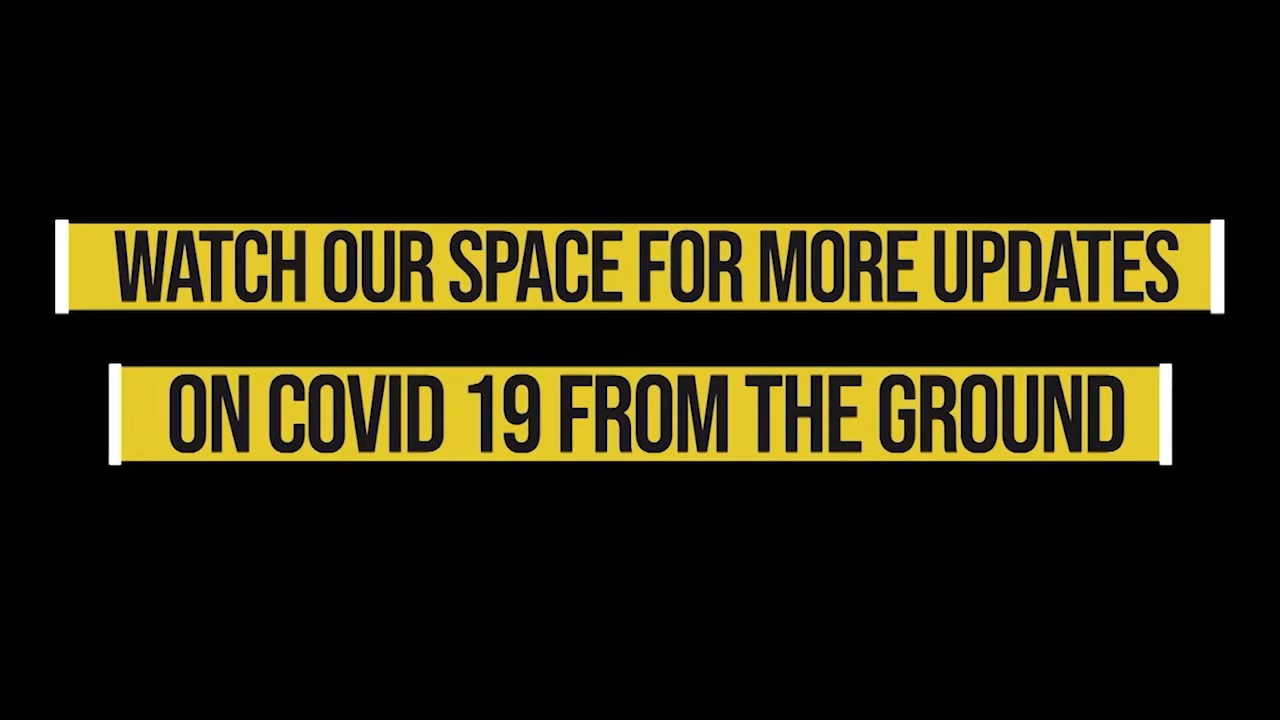 WATCH OUR SPACE FOR MORE UPDATES
ON COVID 19 FROM THE GROUND